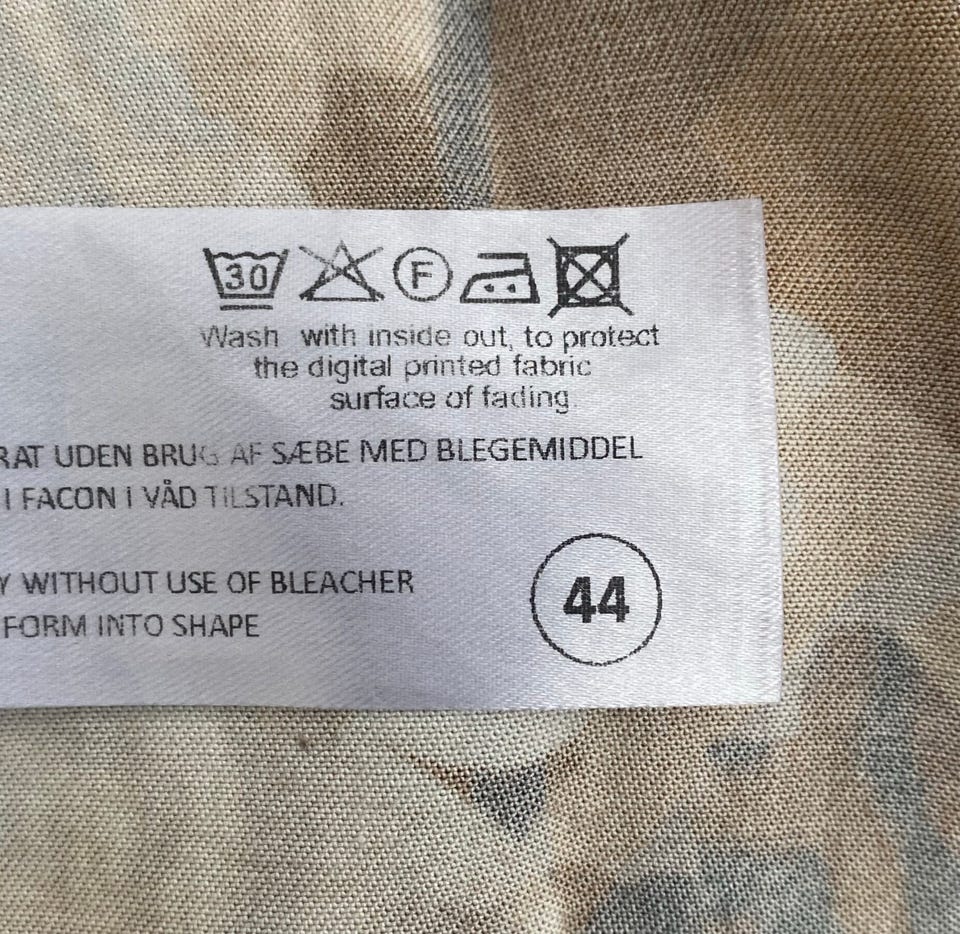 30 F
Wash with inside out, to protect
the digital printed fabric
surface of fading.
RAT UDEN BRUG AF SÆBE MED BLEGEMIDDEL
I FACON I VÅD TILSTAND.
Y WITHOUT USE OF BLEACHER
FORM INTO SHAPE
44